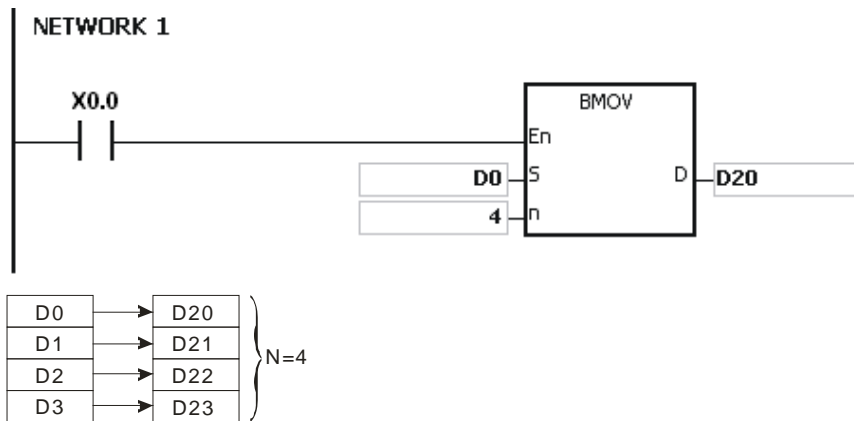 NETWORK 1
X0.0
BMOV
En
D0 S D D20
4 n
D0 D20
D1 D21
D2 D22
D3 D23
N=4